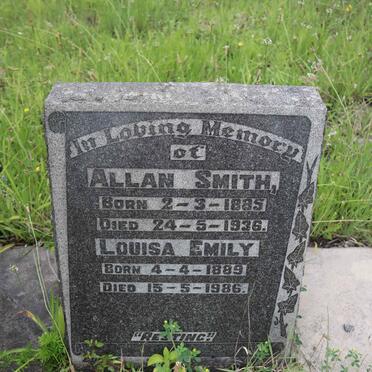 In Loving Memory
of
ALLAN SMITH,
BORN 2-3-1885
DIED 24-5-1936.
LOUISA EMILY
BORN 4-4-1889
DIED 15-5-1986.
"RESTING"